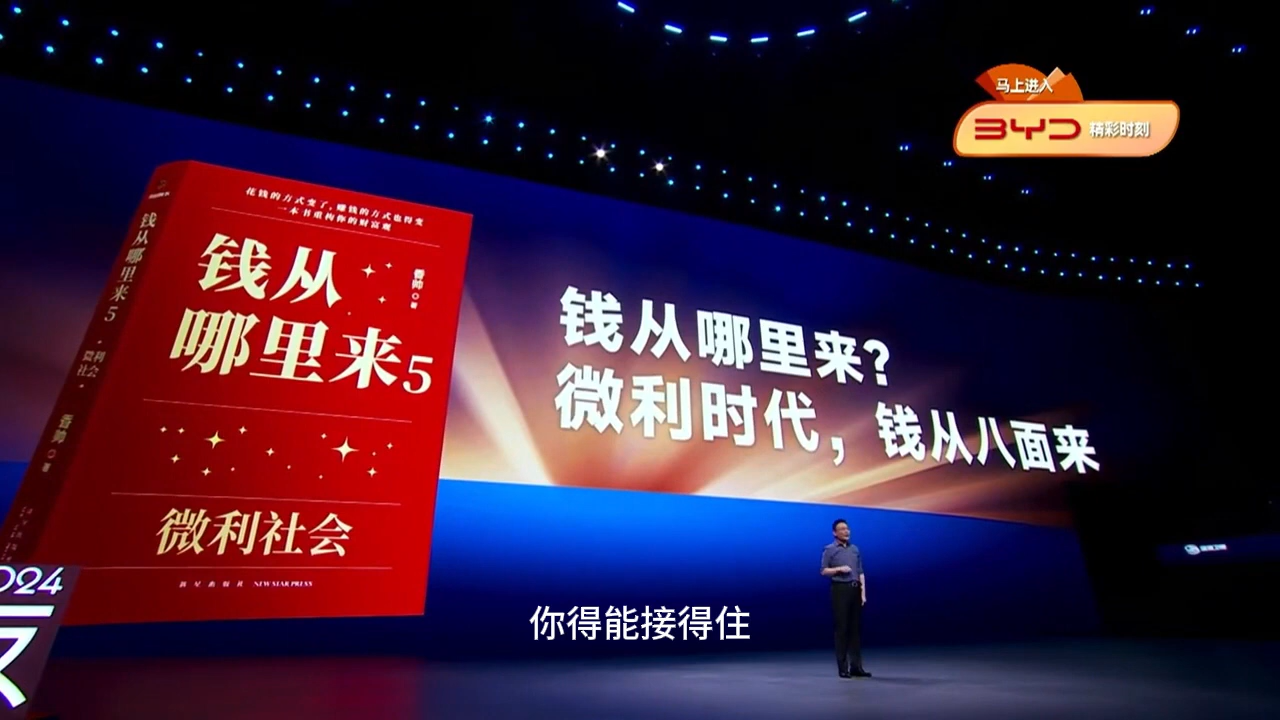 马上进入
BYD 精彩时刻
花钱的方式变了,赚钱的方式也得变
一本书重构你的财富观
钱从
哪里来5
香帅 著
微利社会
新星出版社 NEW STAR PRESS
钱从哪里来5
微利
社会
香帅 著
钱从哪里来?
微利时代,钱从八面来
2024
你得能接得住